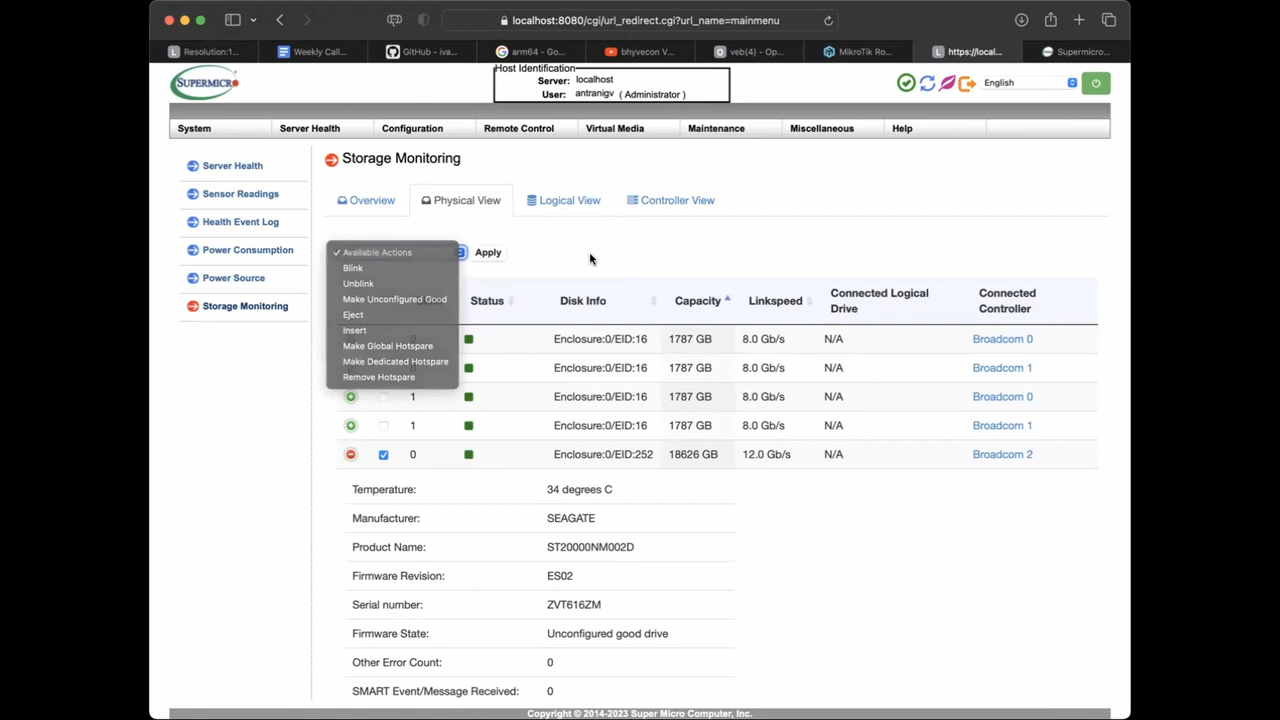 localhost:8080/cgi/url_redirect.cgi?url_name=mainmenu
Resolution:1...
Weekly Call...
GitHub - iva...
arm64 - Go...
bhyvecon V...
veb(4) - Op...
MikroTik Ro...
https://local...
Supermicro...
SUPERMICRO
Host Identification
Server: localhost
User: antranigv ( Administrator )
English
System Server Health Configuration Remote Control Virtual Media Maintenance Miscellaneous Help
Server Health
Sensor Readings
Health Event Log
Power Consumption
Power Source
Storage Monitoring
Storage Monitoring
Overview Physical View Logical View Controller View
✓ Available Actions
Blink
Unblink
Make Unconfigured Good
Eject
Insert
Make Global Hotspare
Make Dedicated Hotspare
Remove Hotspare
Apply
Status Disk Info Capacity Linkspeed Connected Logical Drive Connected Controller
Enclosure:0/EID:16 1787 GB 8.0 Gb/s N/A Broadcom 0
Enclosure:0/EID:16 1787 GB 8.0 Gb/s N/A Broadcom 1
1 Enclosure:0/EID:16 1787 GB 8.0 Gb/s N/A Broadcom 0
1 Enclosure:0/EID:16 1787 GB 8.0 Gb/s N/A Broadcom 1
0 Enclosure:0/EID:252 18626 GB 12.0 Gb/s N/A Broadcom 2
Temperature: 34 degrees C
Manufacturer: SEAGATE
Product Name: ST20000NM002D
Firmware Revision: ES02
Serial number: ZVT616ZM
Firmware State: Unconfigured good drive
Other Error Count: 0
SMART Event/Message Received: 0
Copyright © 2014-2023 Super Micro Computer, Inc.